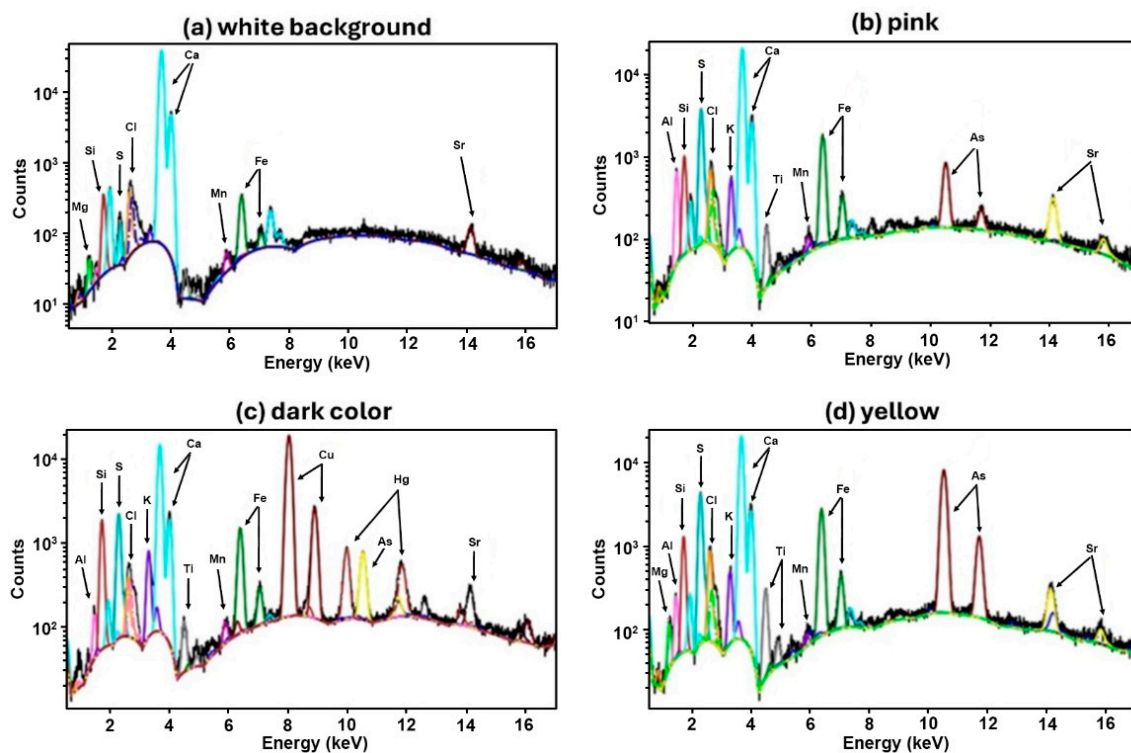 (a) white background
Counts
10⁴
10³
10²
10¹
Mg
Si
S
Cl
Ca
Mn
Fe
Sr
2 4 6 8 10 12 14 16
Energy (keV)
(b) pink
Counts
10⁴
10³
10²
10¹
Al
Si
S
Cl
K
Ca
Ti
Mn
Fe
As
Sr
2 4 6 8 10 12 14 16
Energy (keV)
(c) dark color
Counts
10⁴
10³
10²
Al
Si
S
Cl
K
Ca
Ti
Mn
Fe
Cu
Hg
As
Sr
2 4 6 8 10 12 14 16
Energy (keV)
(d) yellow
Counts
10⁴
10³
10²
Mg
Al
Si
S
Cl
K
Ca
Ti
Mn
Fe
As
Sr
2 4 6 8 10 12 14 16
Energy (keV)